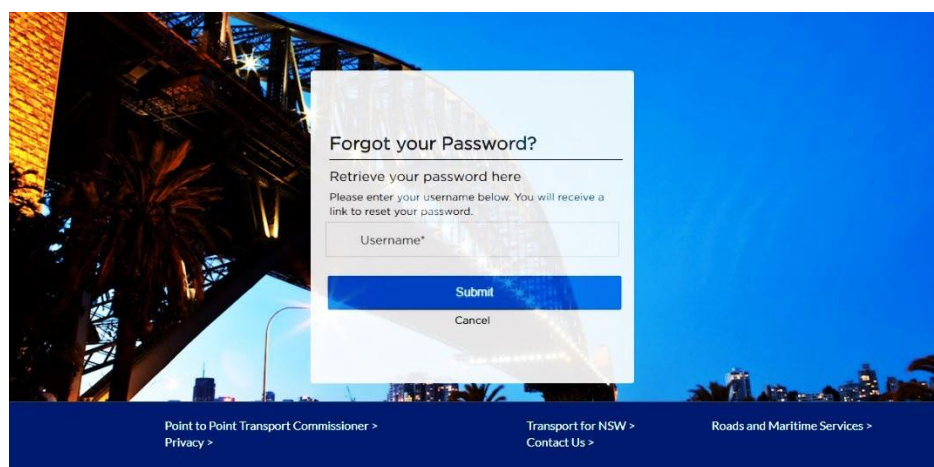 Forgot your Password?
Retrieve your password here
Please enter your username below. You will receive a
link to reset your password.
Username*
Submit
Cancel
Point to Point Transport Commissioner >
Privacy >
Transport for NSW >
Contact Us >
Roads and Maritime Services >